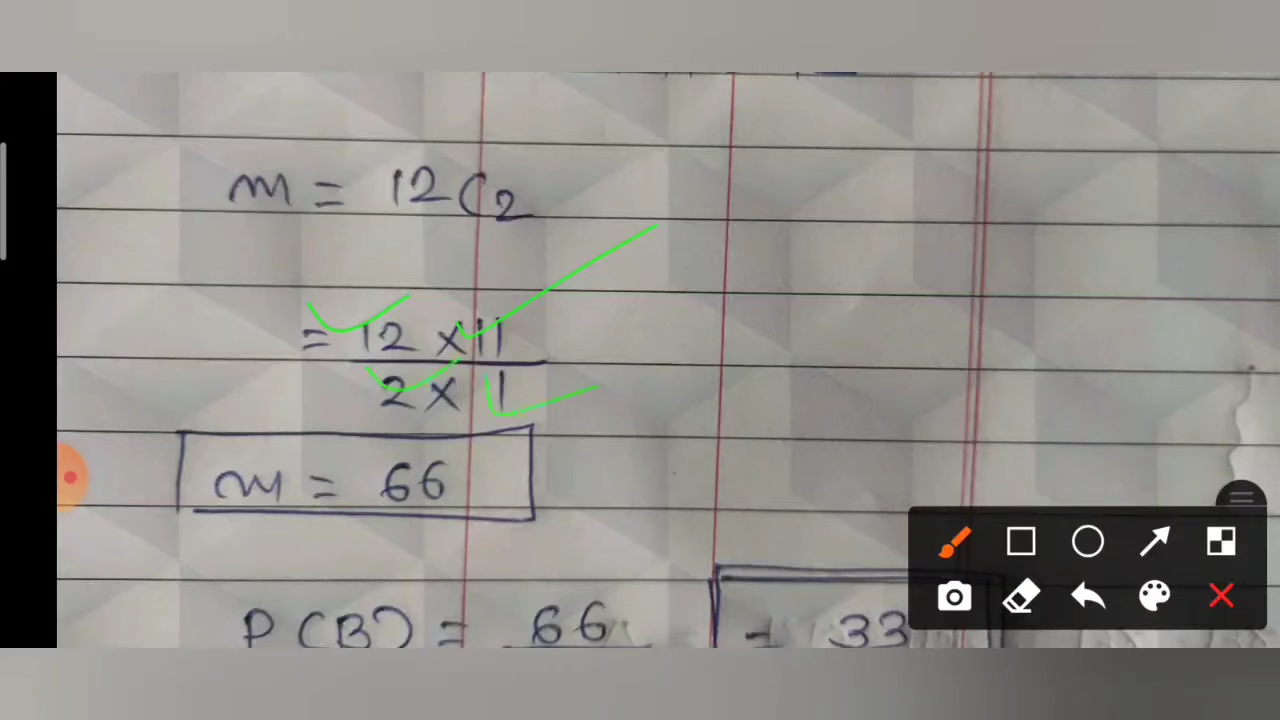 m = 12C2
= 12 × 11
2 × 1
m = 66
P(B) = 66
= 33